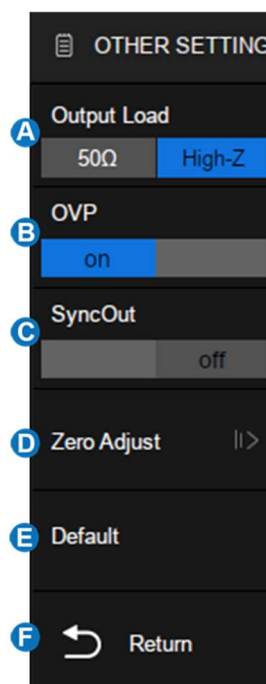 OTHER SETTING
A
Output Load
50Ω High-Z
B
OVP
on
C
SyncOut
off
D
Zero Adjust
E
Default
F
Return